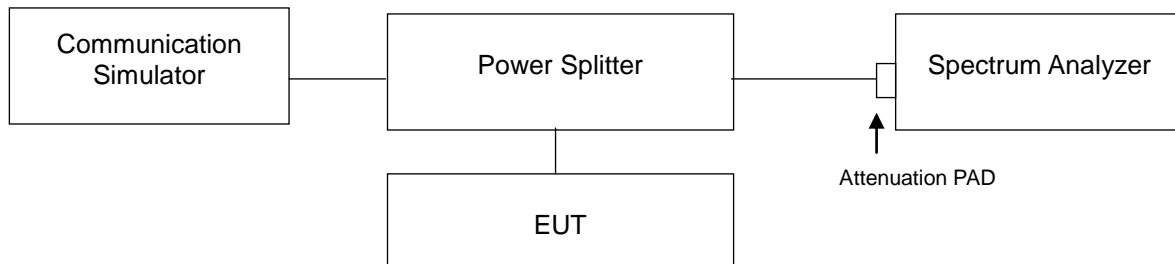 Communication
Simulator
Power Splitter
Spectrum Analyzer
Attenuation PAD
EUT